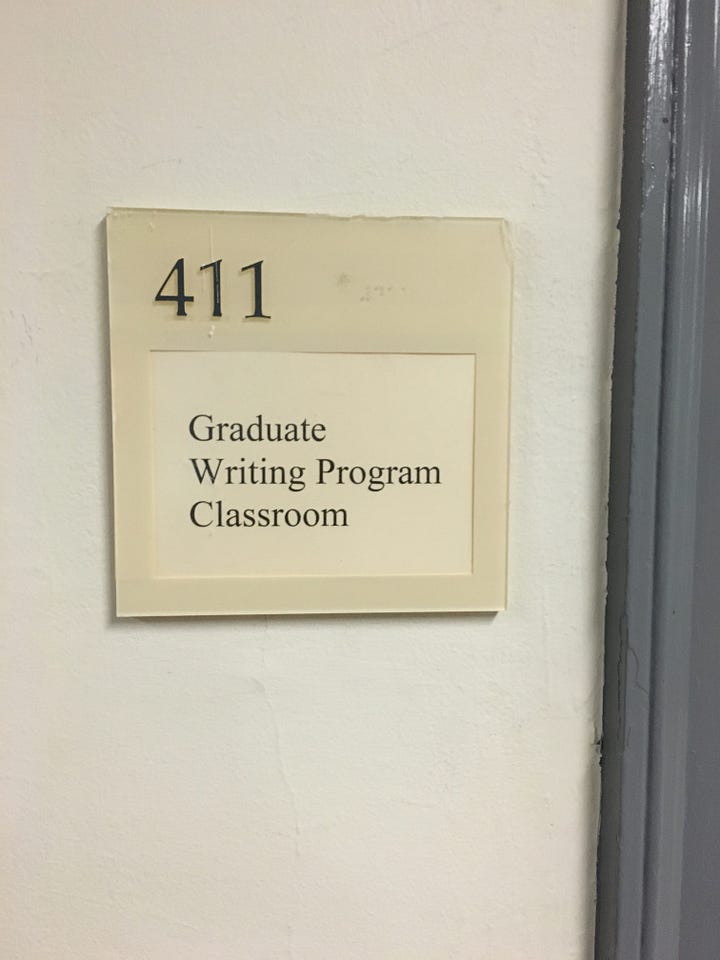 411
Graduate
Writing Program
Classroom